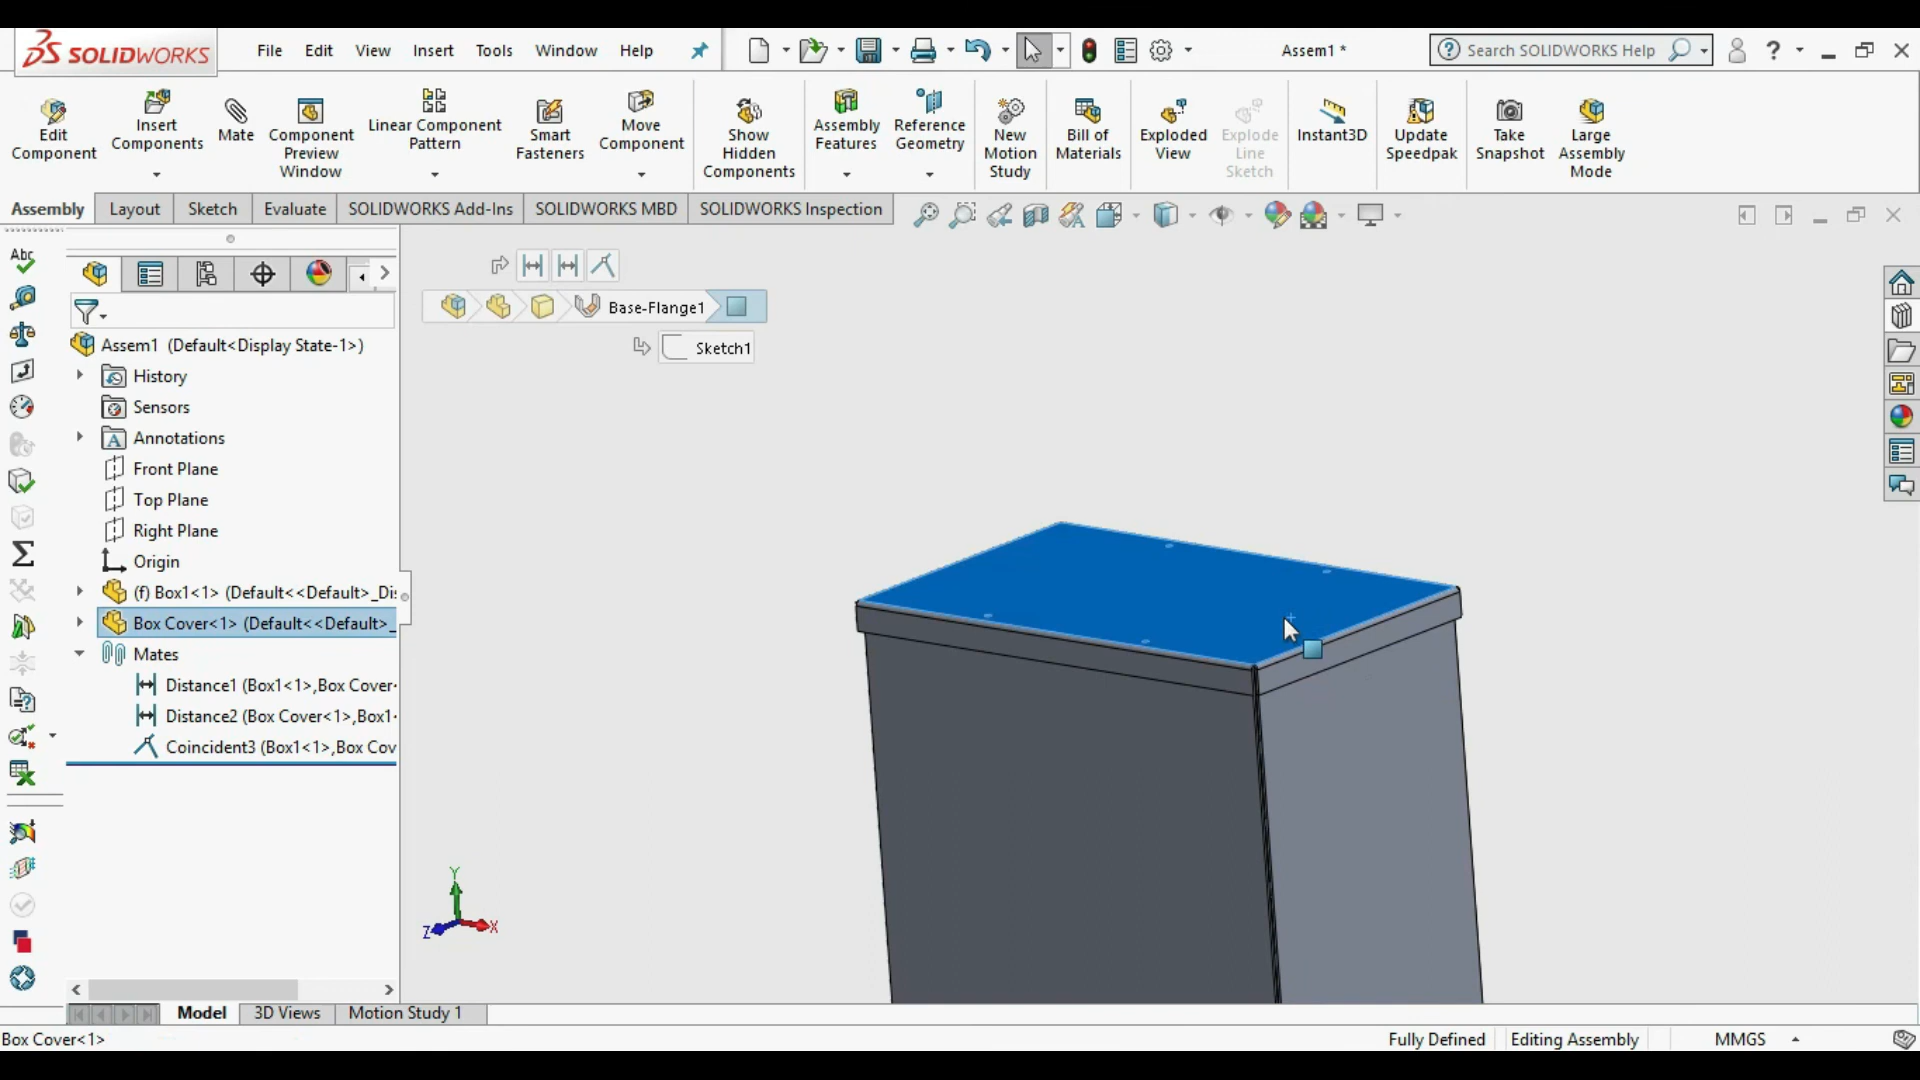 SOLIDWORKS
File Edit View Insert Tools Window Help
Assem1 *
Search SOLIDWORKS Help
?
Edit Component
Insert Components
Mate
Component Preview Window
Linear Component Pattern
Smart Fasteners
Move Component
Show Hidden Components
Assembly Features
Reference Geometry
New Motion Study
Bill of Materials
Exploded View
Explode Line Sketch
Instant3D
Update Speedpak
Take Snapshot
Large Assembly Mode
Assembly Layout Sketch Evaluate SOLIDWORKS Add-Ins SOLIDWORKS MBD SOLIDWORKS Inspection
Abc
Base-Flange1
Sketch1
Assem1 (Default<Display State-1>)
History
Sensors
Annotations
Front Plane
Top Plane
Right Plane
Origin
(f) Box1<1> (Default<<Default>_Dis
Box Cover<1> (Default<<Default>_
Mates
Distance1 (Box1<1>,Box Cover
Distance2 (Box Cover<1>,Box1
Coincident3 (Box1<1>,Box Cov
Y
Z
X
Model 3D Views Motion Study 1
Box Cover<1>
Fully Defined Editing Assembly MMGS